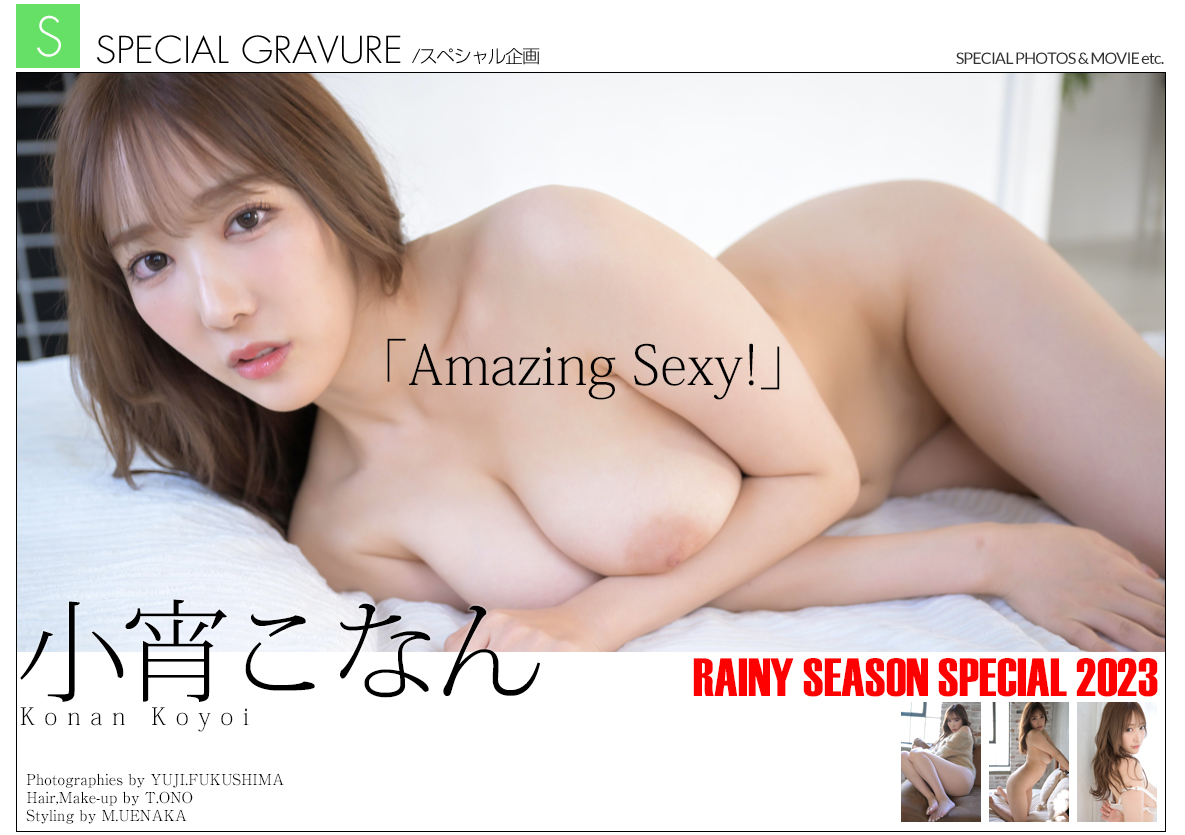 S
SPECIAL GRAVURE /スペシャル企画
SPECIAL PHOTOS & MOVIE etc.
「Amazing Sexy!」
小宵こなん
Konan Koyoi
RAINY SEASON SPECIAL 2023
Photographies by YUJI.FUKUSHIMA
Hair,Make-up by T.ONO
Styling by M.UENAKA